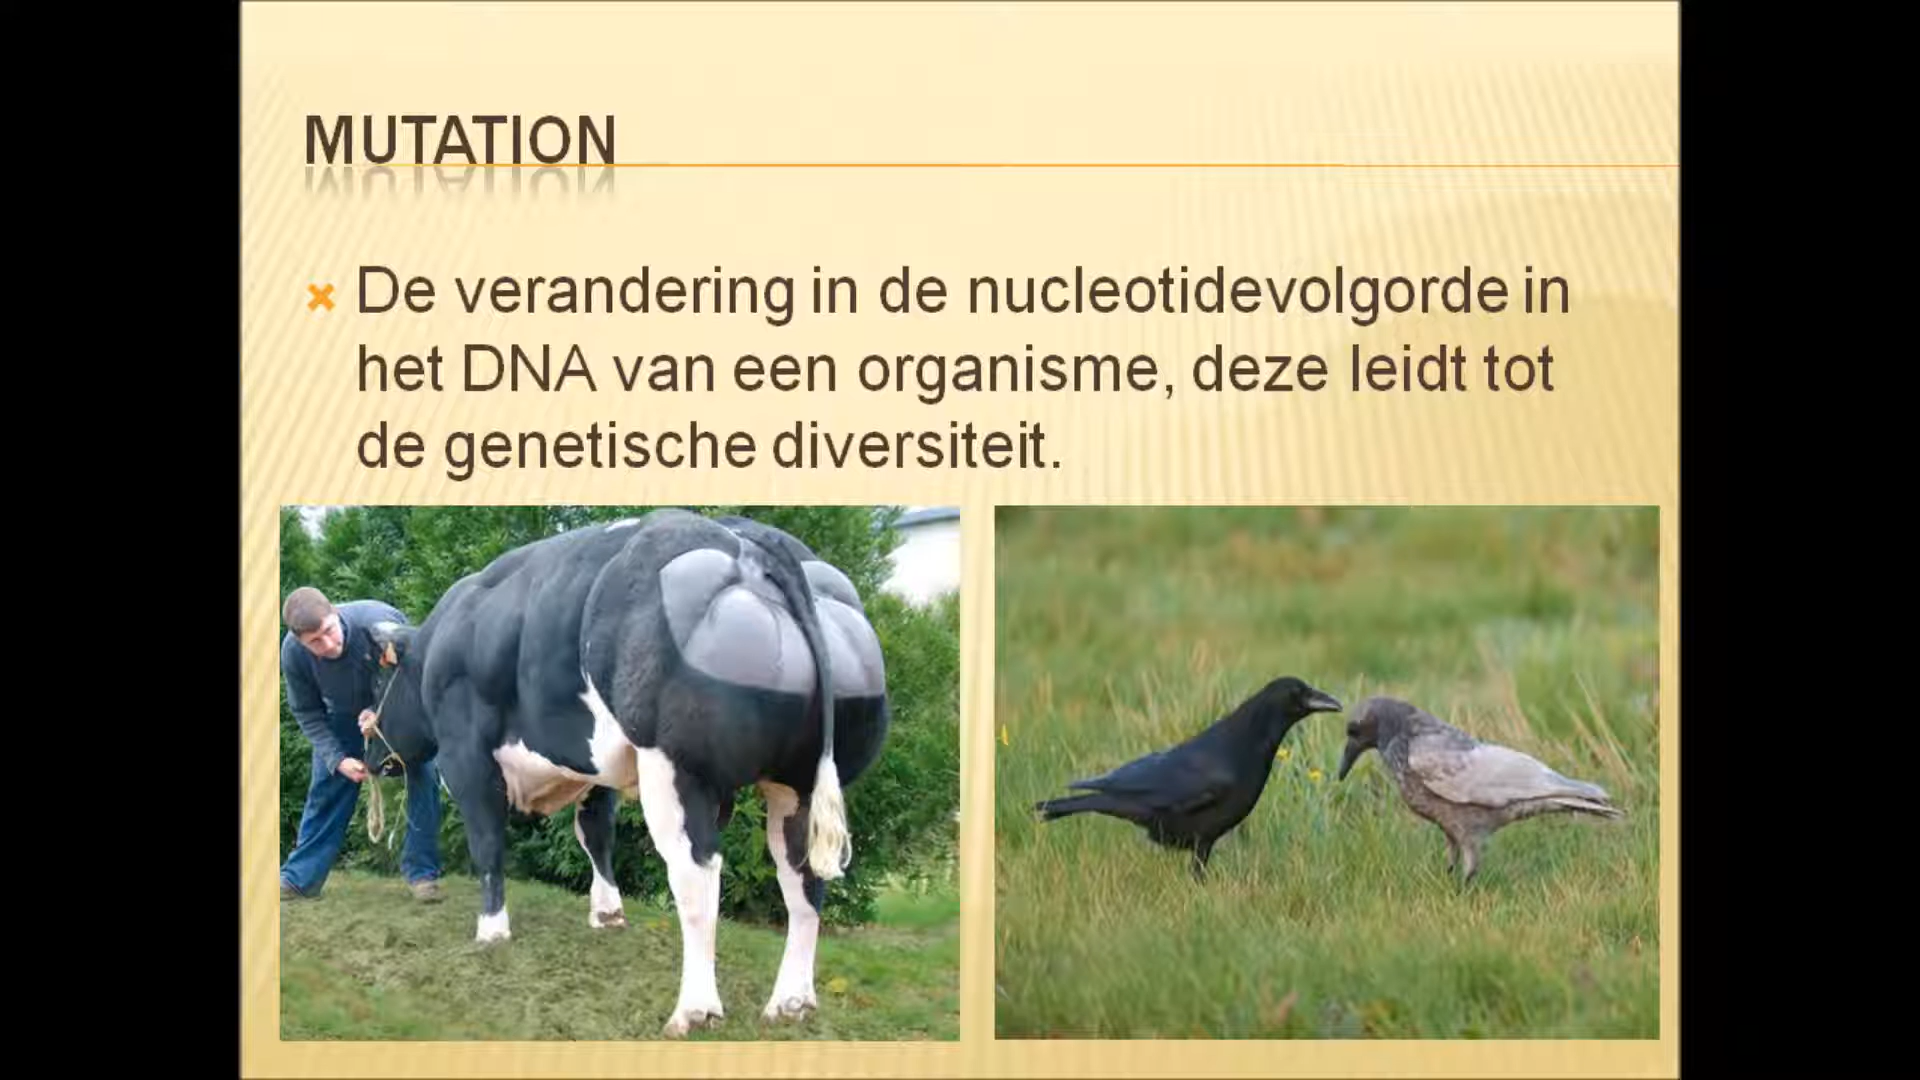 MUTATION
De verandering in de nucleotidevolgorde in
het DNA van een organisme, deze leidt tot
de genetische diversiteit.